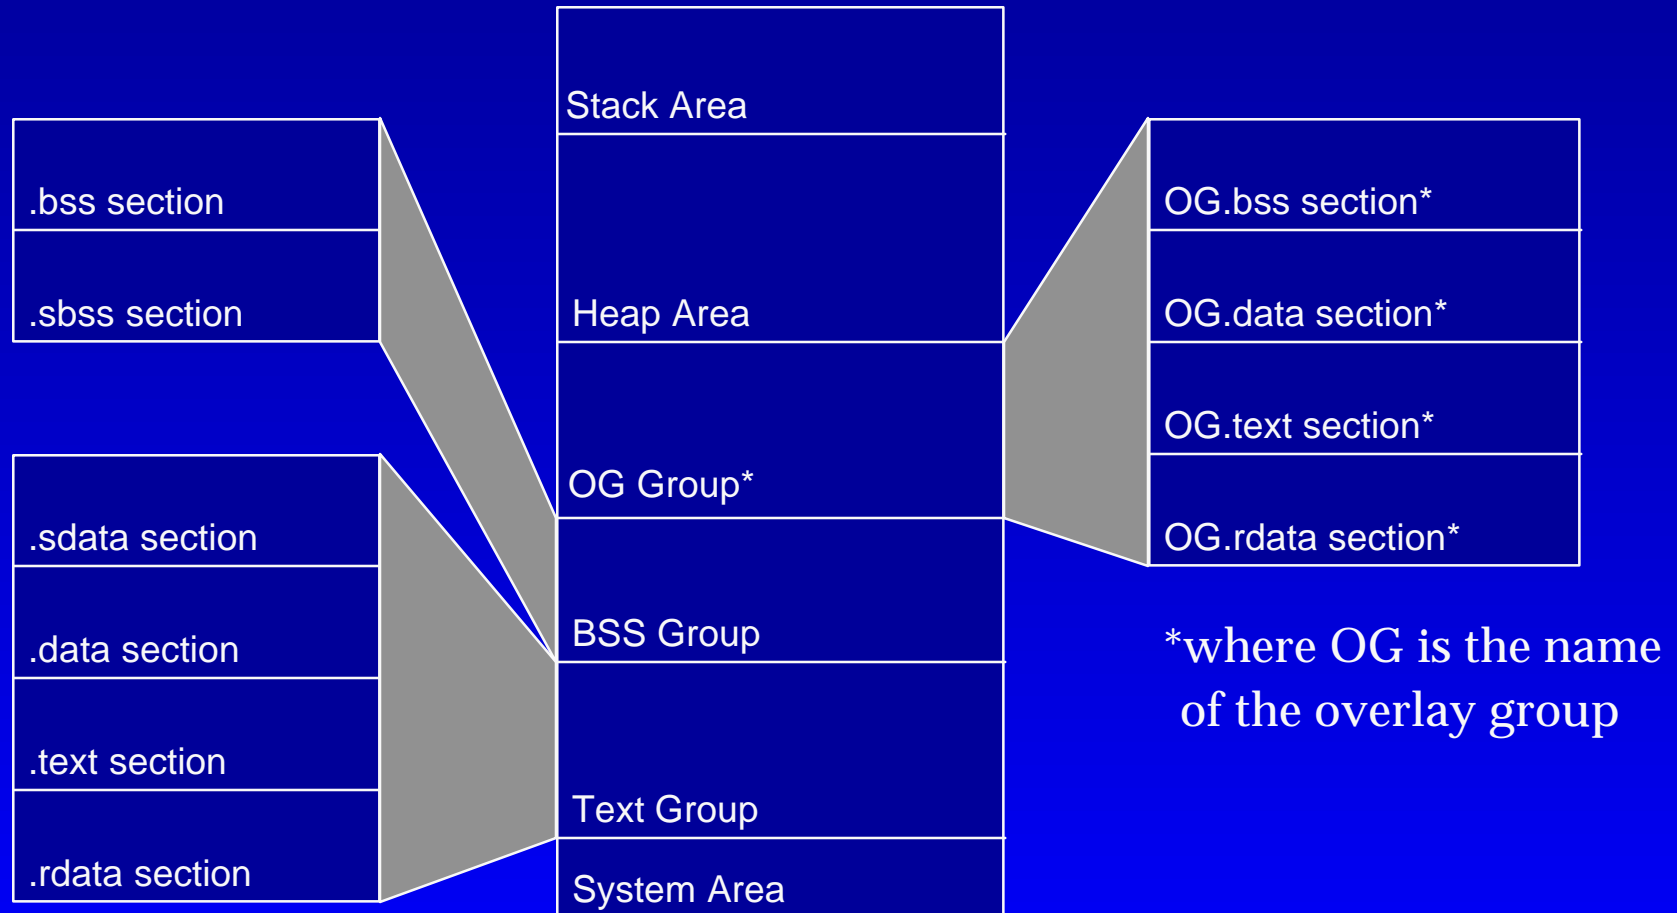 .bss section
.sbss section
.sdata section
.data section
.text section
.rdata section
Stack Area
Heap Area
OG Group*
BSS Group
Text Group
System Area
OG.bss section*
OG.data section*
OG.text section*
OG.rdata section*
*where OG is the name
of the overlay group